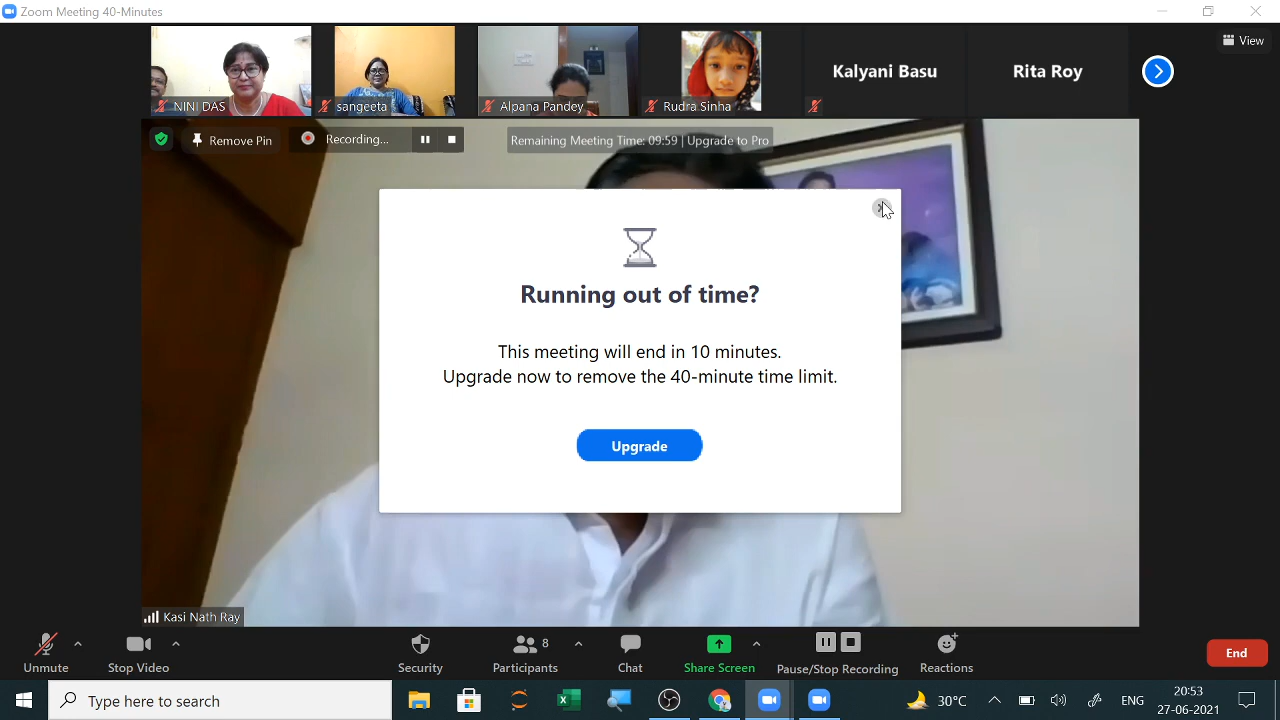 Zoom Meeting 40-Minutes
View
NINI DAS
sangeeta
Alpana Pandey
Rudra Sinha
Kalyani Basu
Rita Roy
Remove Pin
Recording...
Remaining Meeting Time: 09:59 | Upgrade to Pro
Running out of time?
This meeting will end in 10 minutes.
Upgrade now to remove the 40-minute time limit.
Upgrade
Kasi Nath Ray
Unmute
Stop Video
Security
Participants
8
Chat
Share Screen
Pause/Stop Recording
Reactions
End
Type here to search
30°C
ENG
20:53
27-06-2021